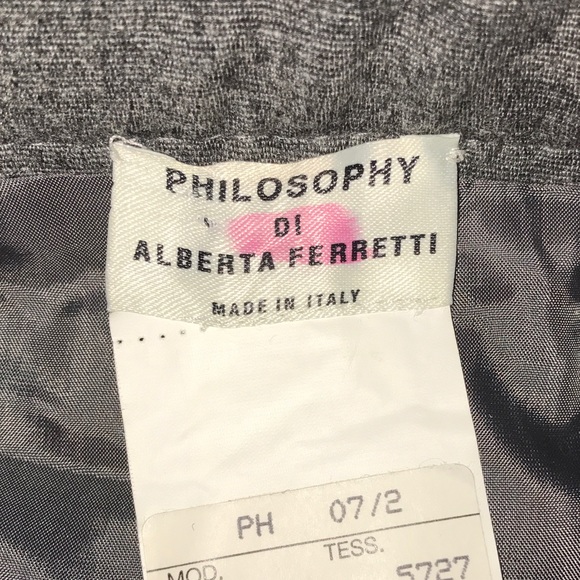 PHILOSOPHY
DI
ALBERTA FERRETTI
MADE IN ITALY
PH 07/2
MOD. TESS.
5727